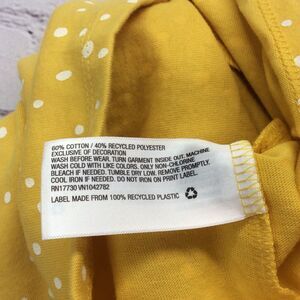 60% COTTON / 40% RECYCLED POLYESTER
EXCLUSIVE OF DECORATION
WASH BEFORE WEAR. TURN GARMENT INSIDE OUT. MACHINE
WASH COLD WITH LIKE COLORS. ONLY NON-CHLORINE
BLEACH IF NEEDED. TUMBLE DRY LOW. REMOVE PROMPTLY.
COOL IRON IF NEEDED. DO NOT IRON ON PRINT
RN17730 VN1042782
LABEL MADE FROM 100% RECYCLED PLASTIC